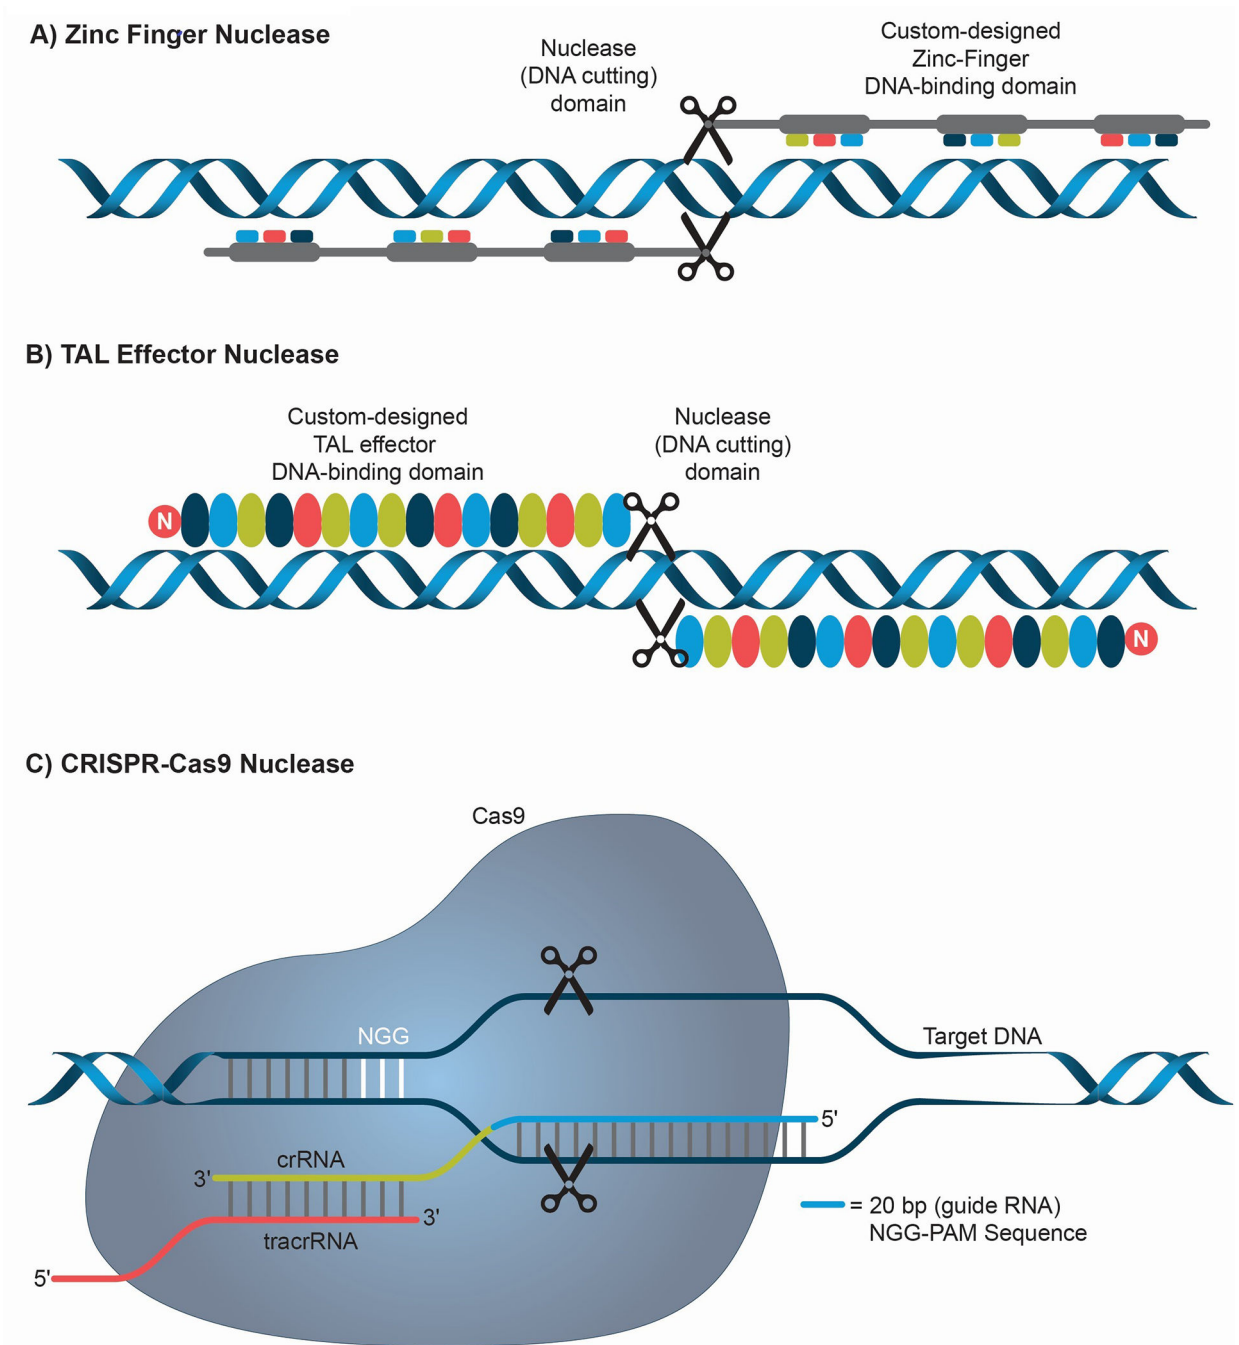 A) Zinc Finger Nuclease
Nuclease
(DNA cutting)
domain
Custom-designed
Zinc-Finger
DNA-binding domain
B) TAL Effector Nuclease
Custom-designed
TAL effector
DNA-binding domain
Nuclease
(DNA cutting)
domain
N
N
C) CRISPR-Cas9 Nuclease
Cas9
NGG
Target DNA
5'
crRNA
3'
3'
tracrRNA
5'
= 20 bp (guide RNA)
NGG-PAM Sequence